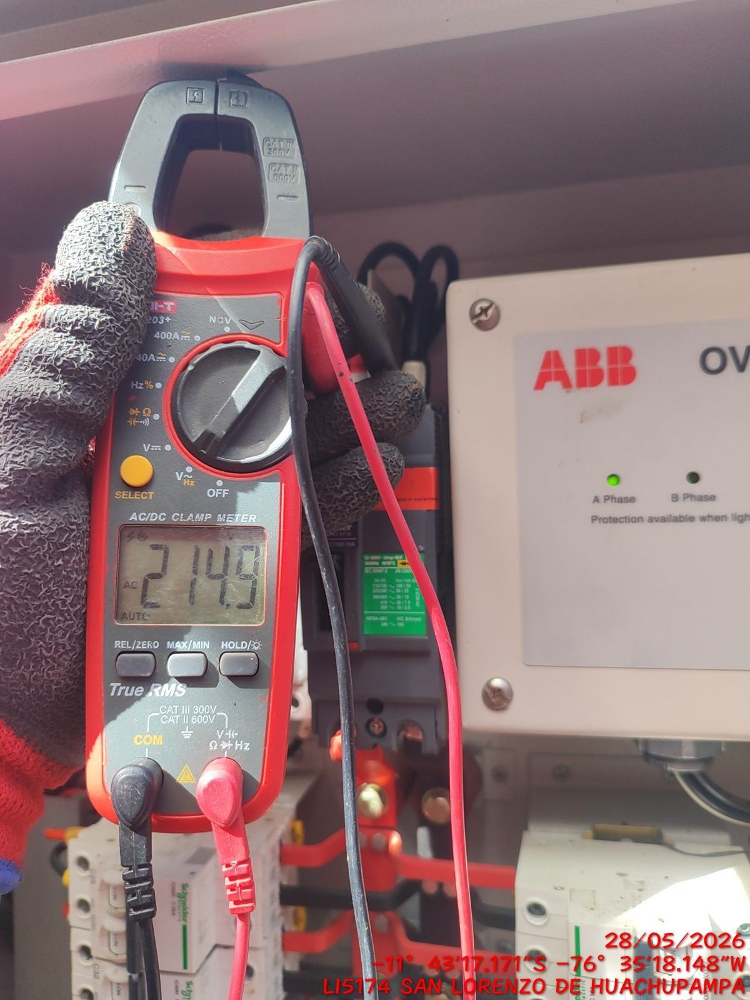 CAT III
300V
CAT II
600V
UNI-T
203+
NCV
400A
40A
Hz%
Ω
V
V~
Hz
OFF
SELECT
AC/DC CLAMP METER
AC
214.9
AUTO
REL/ZERO MAX/MIN HOLD/
True RMS
CAT III 300V
CAT II 600V
COM
V
Ω Hz
ABB OV
A Phase B Phase
Protection available when ligh
Schneider
28/05/2026
-11° 43'17.171"S -76° 35'18.148"W
LI5174 SAN LORENZO DE HUACHUPAMPA